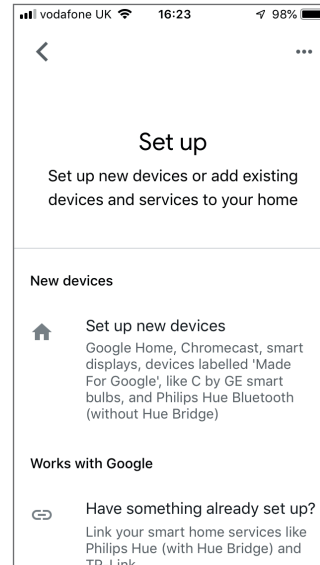 vodafone UK 16:23 98%
Set up
Set up new devices or add existing
devices and services to your home
New devices
Set up new devices
Google Home, Chromecast, smart
displays, devices labelled 'Made
For Google', like C by GE smart
bulbs, and Philips Hue Bluetooth
(without Hue Bridge)
Works with Google
Have something already set up?
Link your smart home services like
Philips Hue (with Hue Bridge) and
TP-Link